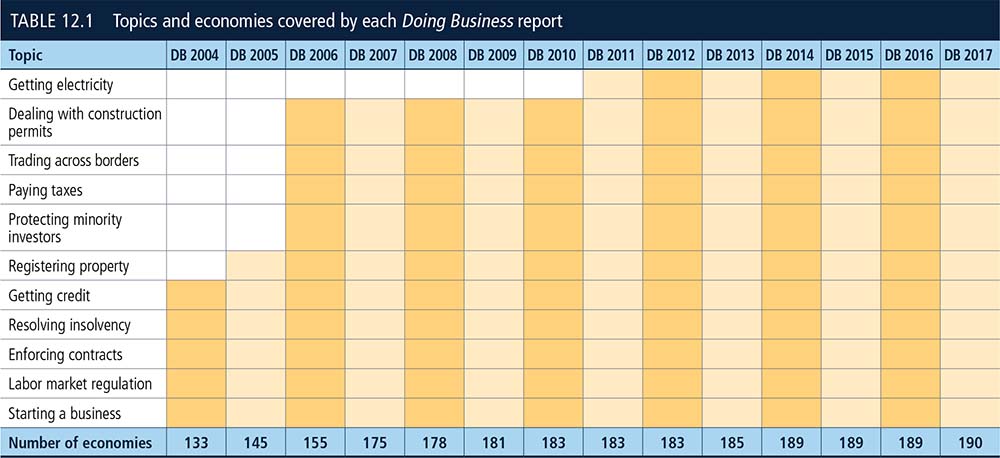 TABLE 12.1 Topics and economies covered by each Doing Business report
Topic DB 2004 DB 2005 DB 2006 DB 2007 DB 2008 DB 2009 DB 2010 DB 2011 DB 2012 DB 2013 DB 2014 DB 2015 DB 2016 DB 2017
Getting electricity
Dealing with construction
permits
Trading across borders
Paying taxes
Protecting minority
investors
Registering property
Getting credit
Resolving insolvency
Enforcing contracts
Labor market regulation
Starting a business
Number of economies 133 145 155 175 178 181 183 183 183 185 189 189 189 190